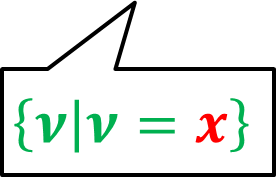 {ν|ν = x}